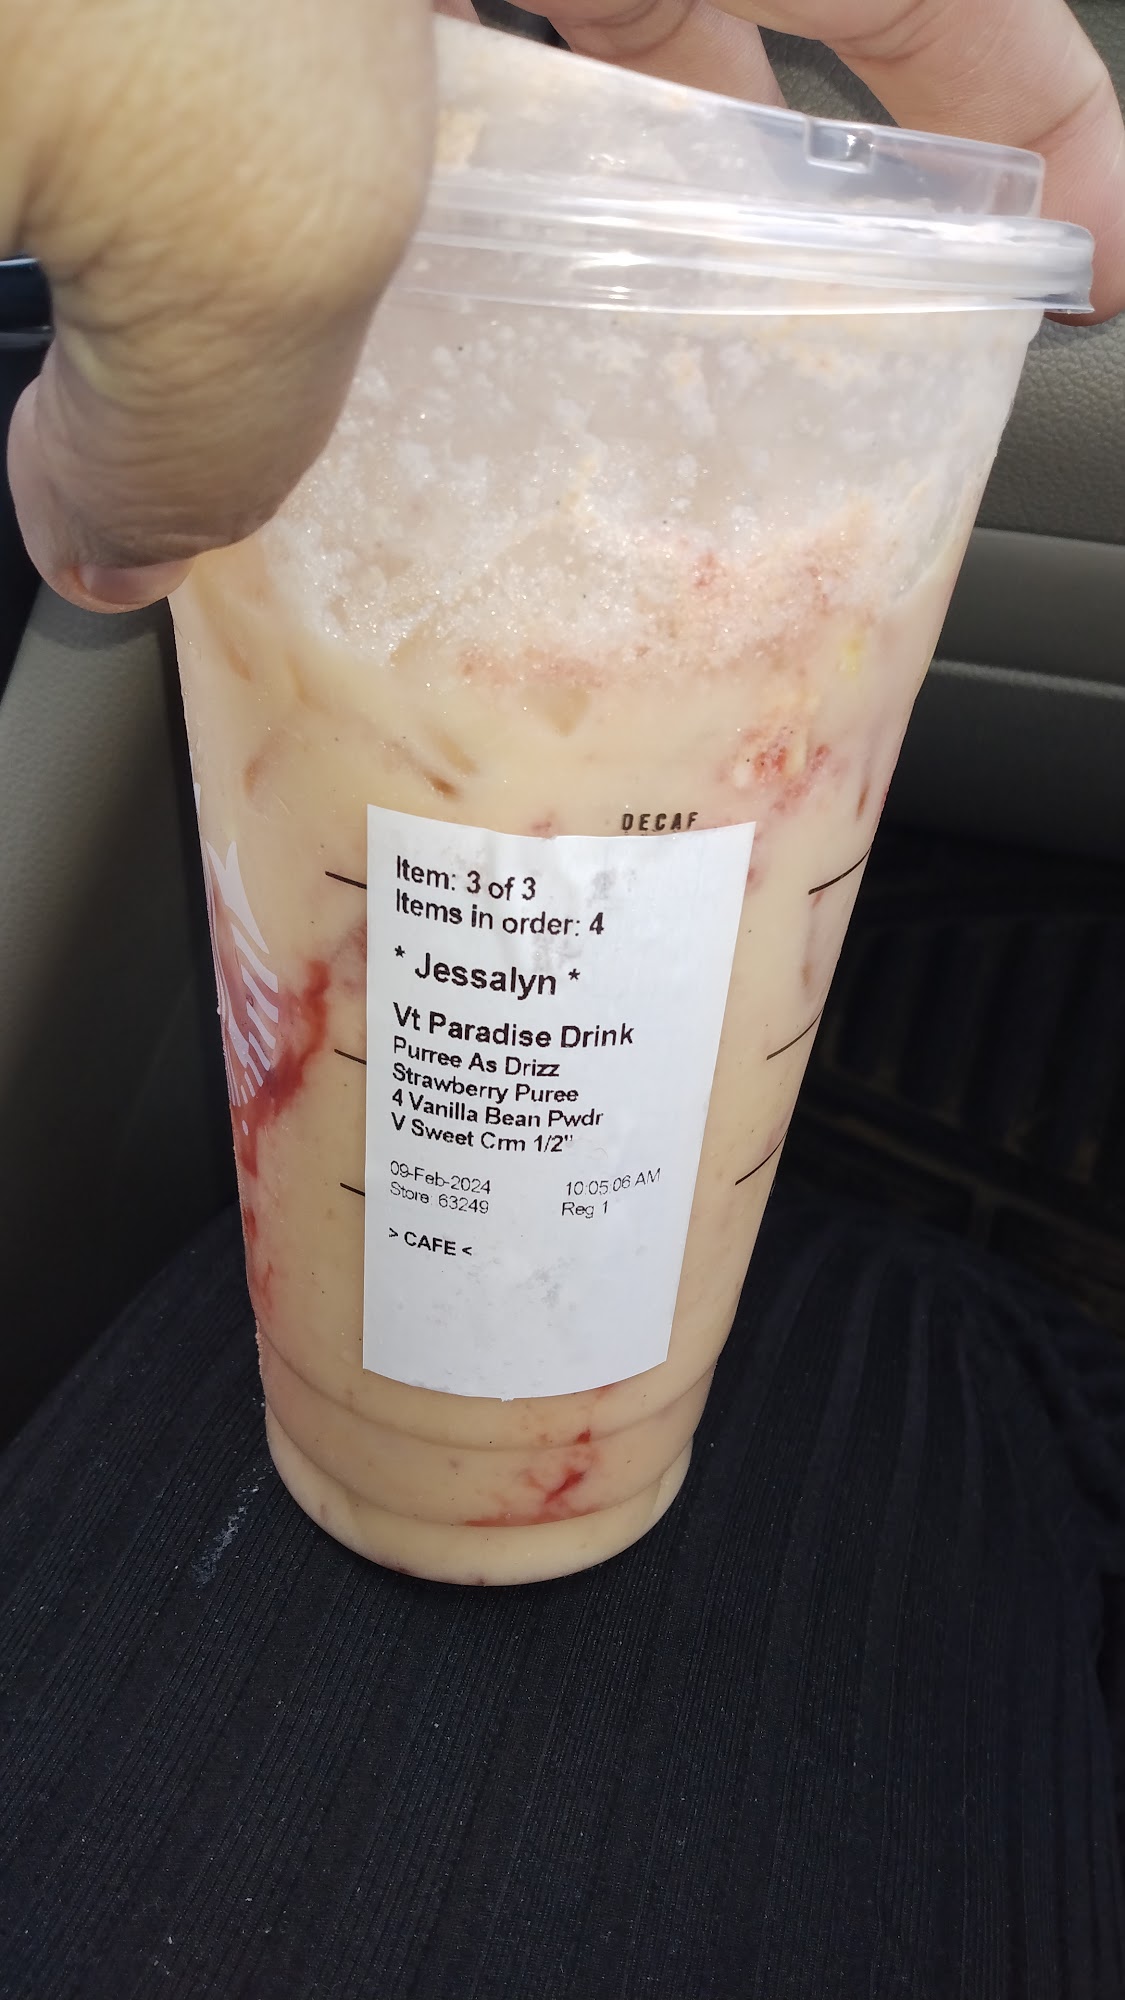 DECAF
Item: 3 of 3
Items in order: 4
* Jessalyn *
Vt Paradise Drink
Purree As Drizz
Strawberry Puree
4 Vanilla Bean Pwdr
V Sweet Crm 1/2"
09-Feb-2024 10:05:06 AM
Store: 63249 Reg 1
> CAFE <